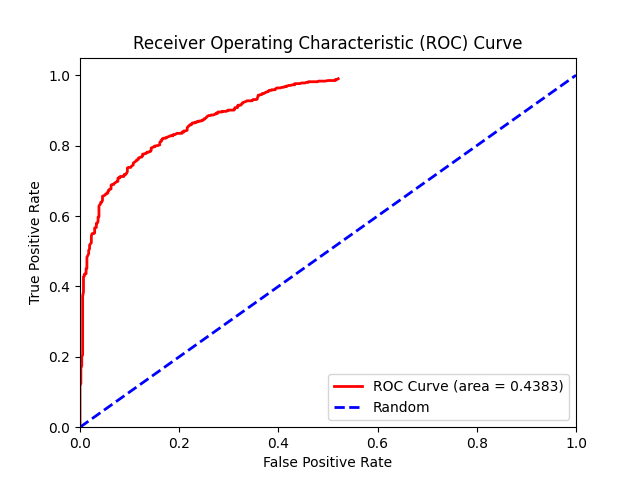 Receiver Operating Characteristic (ROC) Curve
1.0
0.8
0.6
0.4
0.2
0.0
True Positive Rate
ROC Curve (area = 0.4383)
Random
0.0 0.2 0.4 0.6 0.8 1.0
False Positive Rate